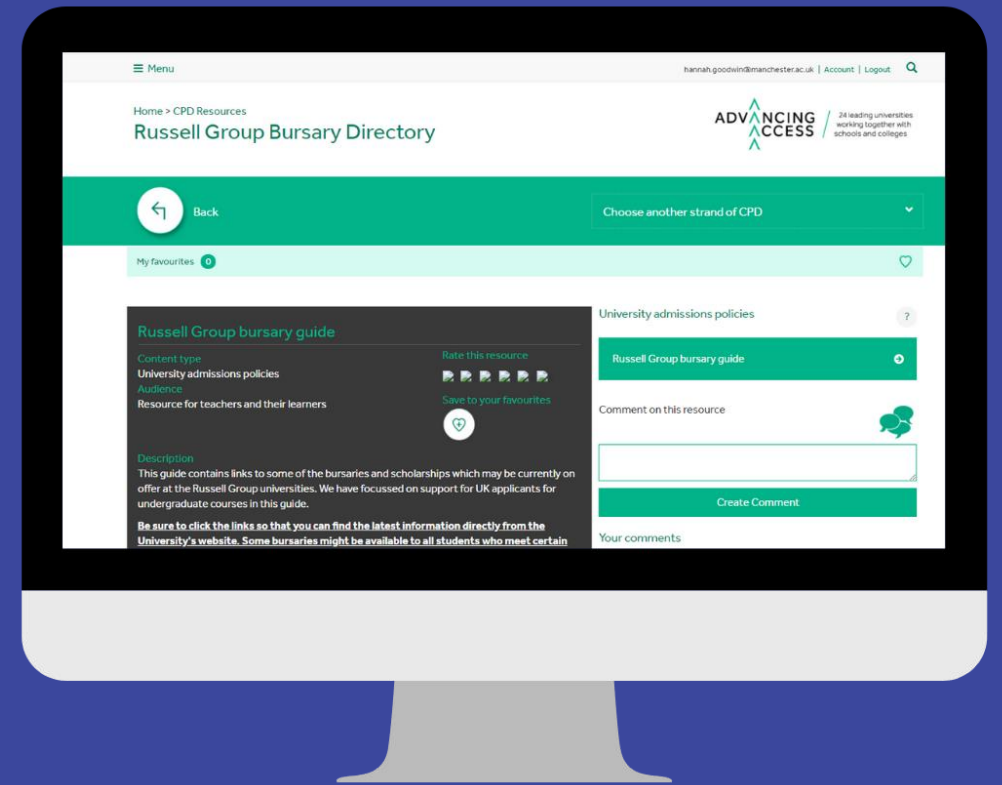 Menu
hannah.goodwin@manchester.ac.uk | Account | Logout
Home > CPD Resources
Russell Group Bursary Directory
ADVANCING
ACCESS
24 leading universities
working together with
schools and colleges
Back
Choose another strand of CPD
My favourites 0
Russell Group bursary guide
Content type
University admissions policies
Audience
Resource for teachers and their learners
Rate this resource
Save to your favourites
Description
This guide contains links to some of the bursaries and scholarships which may be currently on
offer at the Russell Group universities. We have focussed on support for UK applicants for
undergraduate courses in this guide.
Be sure to click the links so that you can find the latest information directly from the
University's website. Some bursaries might be available to all students who meet certain
University admissions policies
?
Russell Group bursary guide
Comment on this resource
Create Comment
Your comments